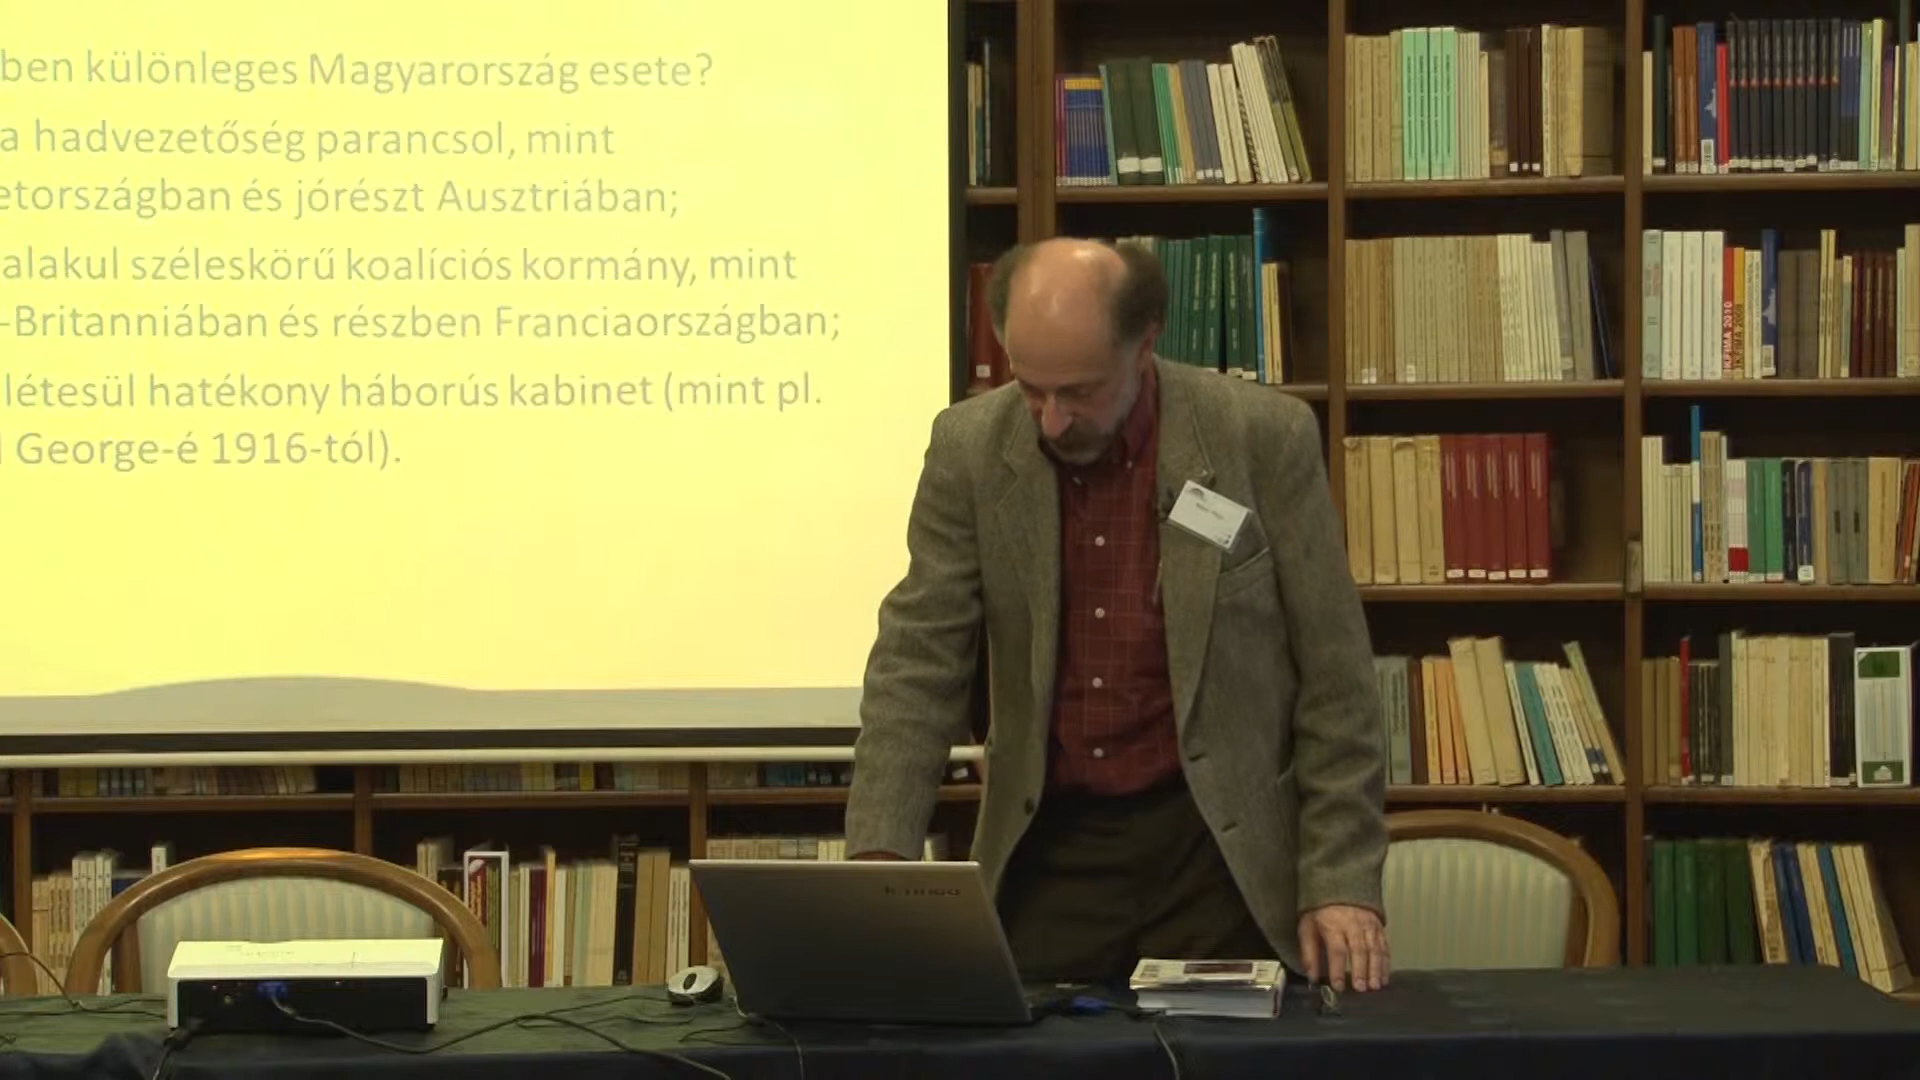 ben különleges Magyarország esete?
a hadvezetőség parancsol, mint
etországban és jórészt Ausztriában;
alakul széleskörű koalíciós kormány, mint
-Britanniában és részben Franciaországban;
létesül hatékony háborús kabinet (mint pl.
George-é 1916-tól).